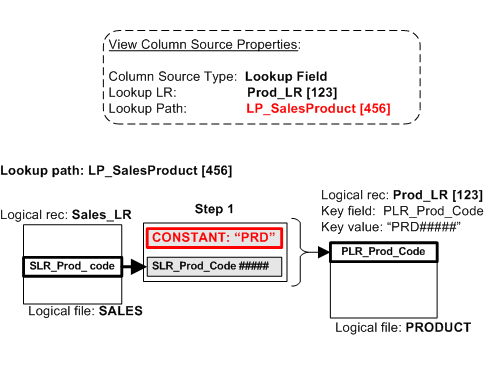 View Column Source Properties:
Column Source Type: Lookup Field
Lookup LR: Prod_LR [123]
Lookup Path: LP_SalesProduct [456]
Lookup path: LP_SalesProduct [456]
Logical rec: Sales_LR
SLR_Prod_ code
Logical file: SALES
Step 1
CONSTANT: “PRD”
SLR_Prod_Code #####
Logical rec: Prod_LR [123]
Key field: PLR_Prod_Code
Key value: “PRD#####”
PLR_Prod_Code
Logical file: PRODUCT